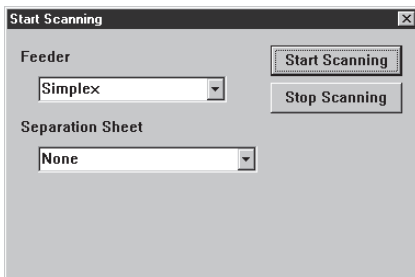 Start Scanning
Feeder
Simplex
Start Scanning
Stop Scanning
Separation Sheet
None